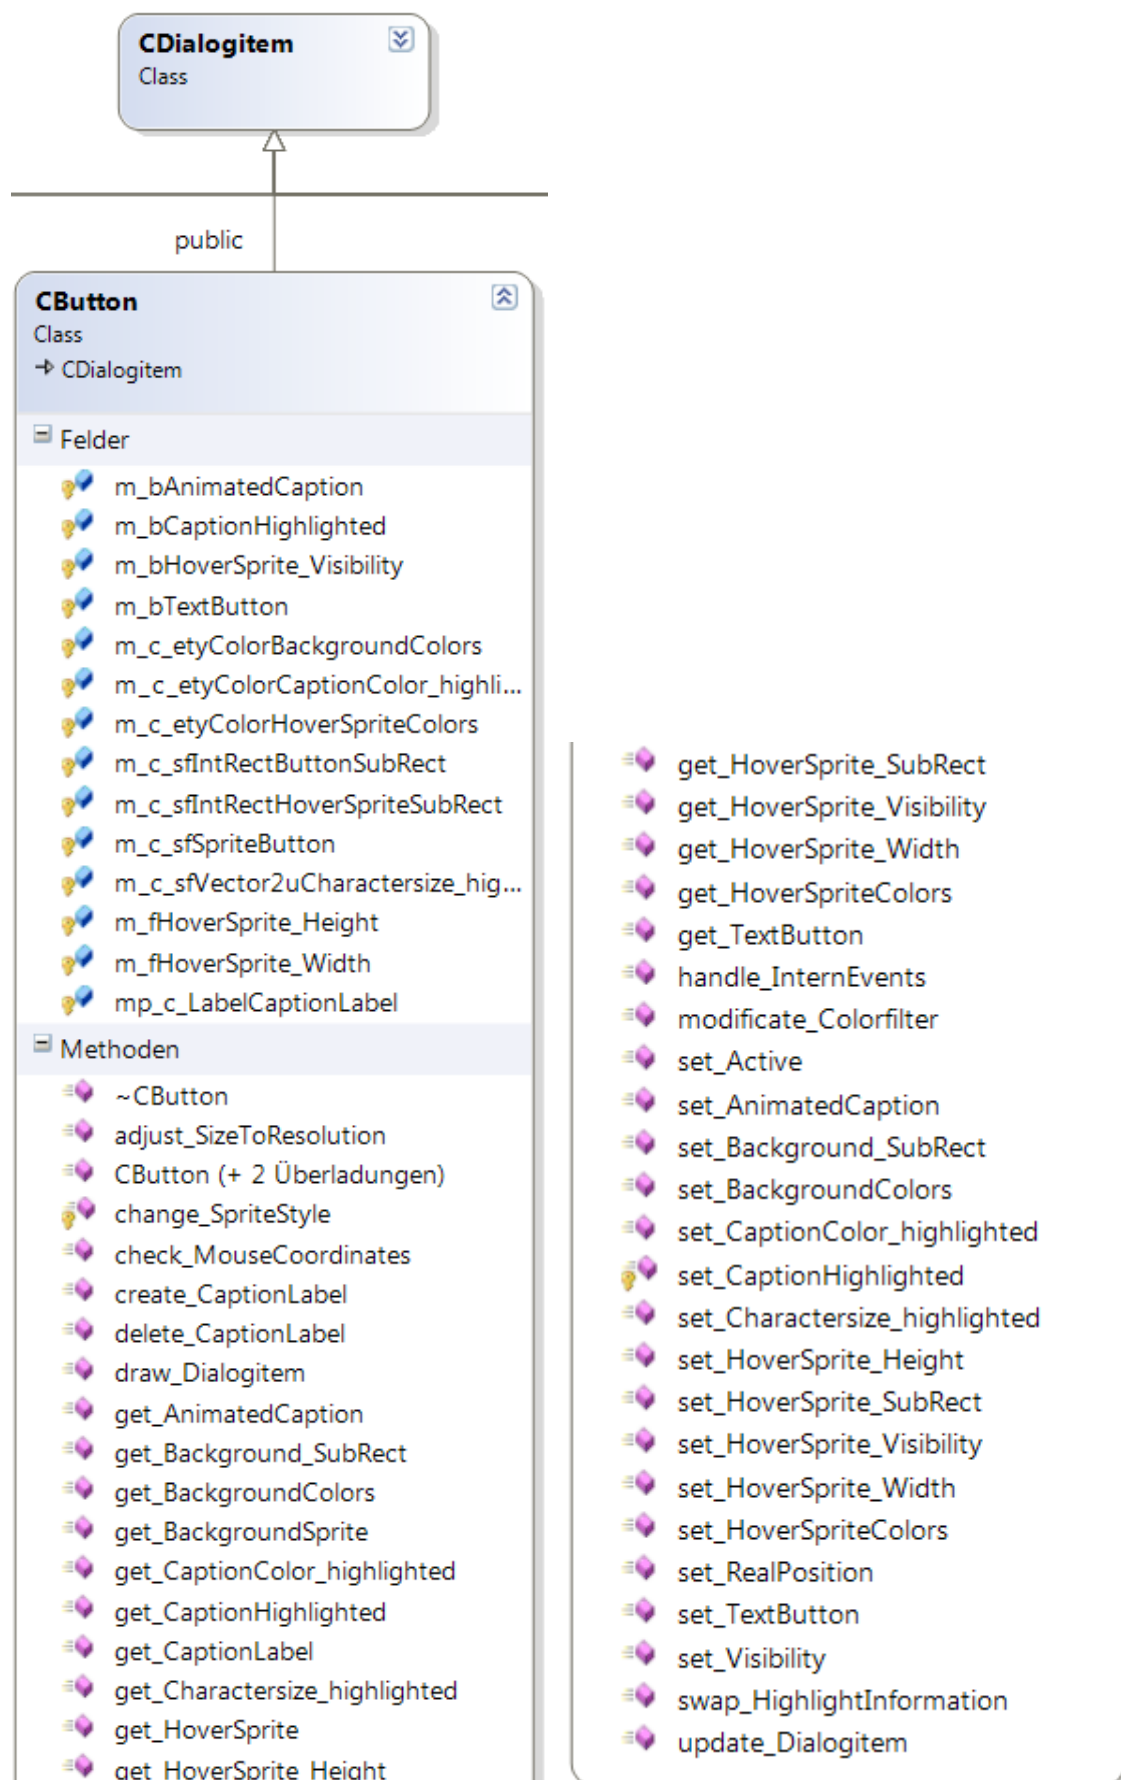 CDialogitem
Class
public
CButton
Class
CDialogitem
Felder
m_bAnimatedCaption
m_bCaptionHighlighted
m_bHoverSprite_Visibility
m_bTextButton
m_c_etyColorBackgroundColors
m_c_etyColorCaptionColor_highli...
m_c_etyColorHoverSpriteColors
m_c_sfIntRectButtonSubRect
m_c_sfIntRectHoverSpriteSubRect
m_c_sfSpriteButton
m_c_sfVector2uCharactersize_hig...
m_fHoverSprite_Height
m_fHoverSprite_Width
mp_c_LabelCaptionLabel
Methoden
~CButton
adjust_SizeToResolution
CButton (+ 2 Überladungen)
change_SpriteStyle
check_MouseCoordinates
create_CaptionLabel
delete_CaptionLabel
draw_Dialogitem
get_AnimatedCaption
get_Background_SubRect
get_BackgroundColors
get_BackgroundSprite
get_CaptionColor_highlighted
get_CaptionHighlighted
get_CaptionLabel
get_Charactersize_highlighted
get_HoverSprite
get_HoverSprite_Height
get_HoverSprite_SubRect
get_HoverSprite_Visibility
get_HoverSprite_Width
get_HoverSpriteColors
get_TextButton
handle_InternEvents
modificate_Colorfilter
set_Active
set_AnimatedCaption
set_Background_SubRect
set_BackgroundColors
set_CaptionColor_highlighted
set_CaptionHighlighted
set_Charactersize_highlighted
set_HoverSprite_Height
set_HoverSprite_SubRect
set_HoverSprite_Visibility
set_HoverSprite_Width
set_HoverSpriteColors
set_RealPosition
set_TextButton
set_Visibility
swap_HighlightInformation
update_Dialogitem